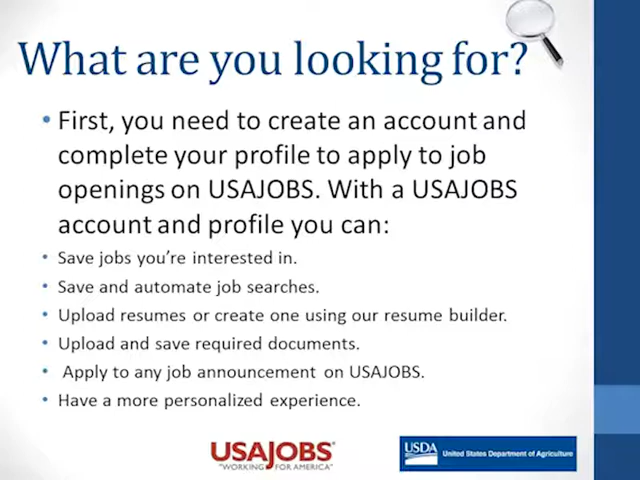 What are you looking for?
• First, you need to create an account and
complete your profile to apply to job
openings on USAJOBS. With a USAJOBS
account and profile you can:
• Save jobs you’re interested in.
• Save and automate job searches.
• Upload resumes or create one using our resume builder.
• Upload and save required documents.
• Apply to any job announcement on USAJOBS.
• Have a more personalized experience.
USAJOBS®
"WORKING FOR AMERICA"
USDA United States Department of Agriculture